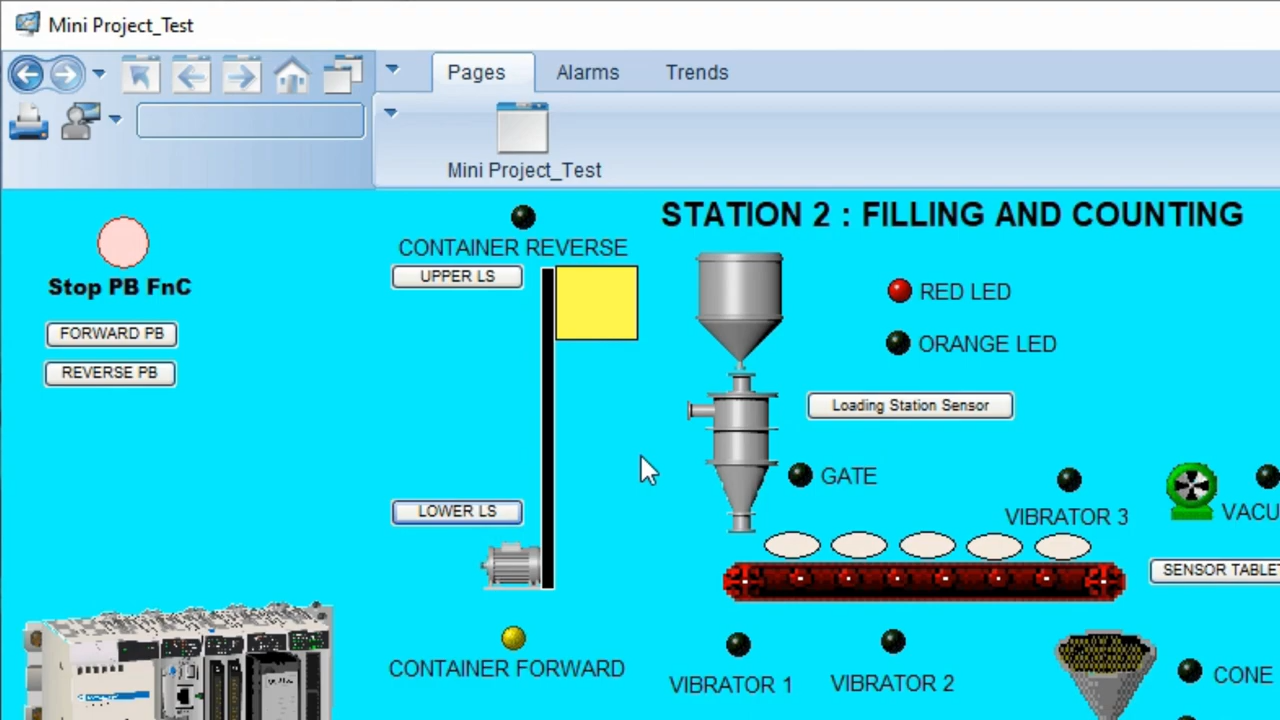 Mini Project_Test
Pages
Alarms
Trends
Mini Project_Test
STATION 2 : FILLING AND COUNTING
CONTAINER REVERSE
UPPER LS
Stop PB FnC
RED LED
FORWARD PB
ORANGE LED
REVERSE PB
Loading Station Sensor
GATE
LOWER LS
VIBRATOR 3
VACU
SENSOR TABLET
CONTAINER FORWARD
VIBRATOR 1
VIBRATOR 2
CONE